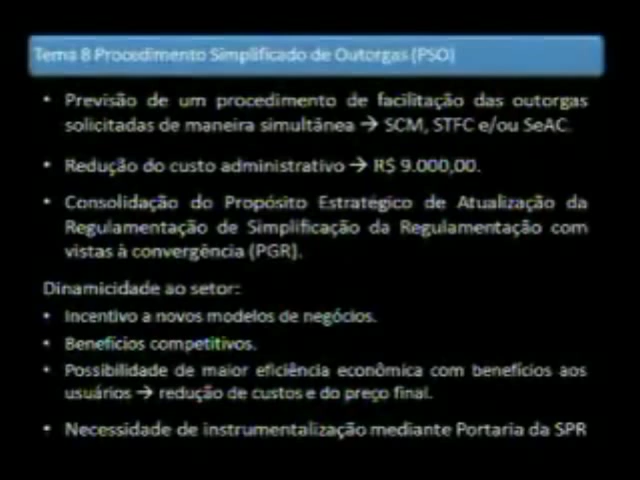 Tema 8 Procedimento Simplificado de Outorgas (PSO)
• Previsão de um procedimento de facilitação das outorgas
solicitadas de maneira simultânea → SCM, STFC e/ou SeAC.
• Redução do custo administrativo → R$ 9.000,00.
• Consolidação do Propósito Estratégico de Atualização da
Regulamentação de Simplificação da Regulamentação com
vistas à convergência (PGR).
Dinamicidade ao setor:
• Incentivo a novos modelos de negócios.
• Benefícios competitivos.
• Possibilidade de maior eficiência econômica com benefícios aos
usuários → redução de custos e do preço final.
• Necessidade de instrumentalização mediante Portaria da SPR